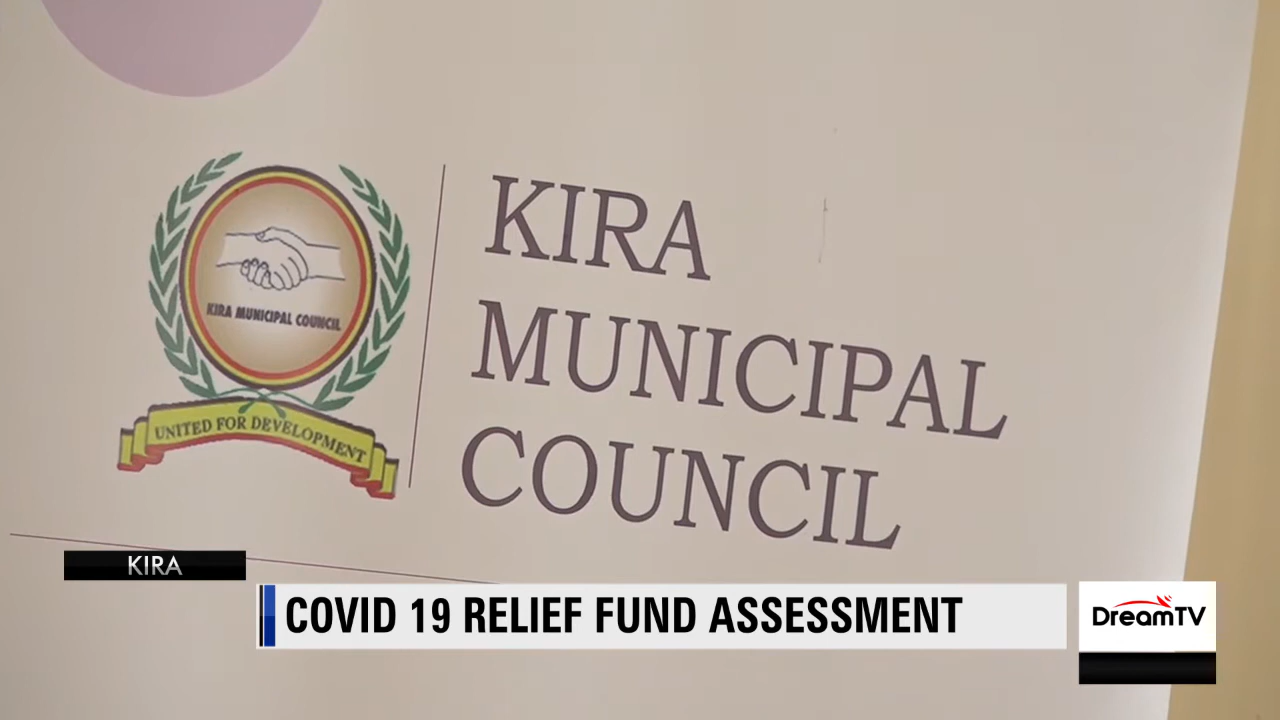 KIRA
MUNICIPAL
COUNCIL
KIRA MUNICIPAL COUNCIL
UNITED FOR DEVELOPMENT
KIRA
COVID 19 RELIEF FUND ASSESSMENT
DreamTV